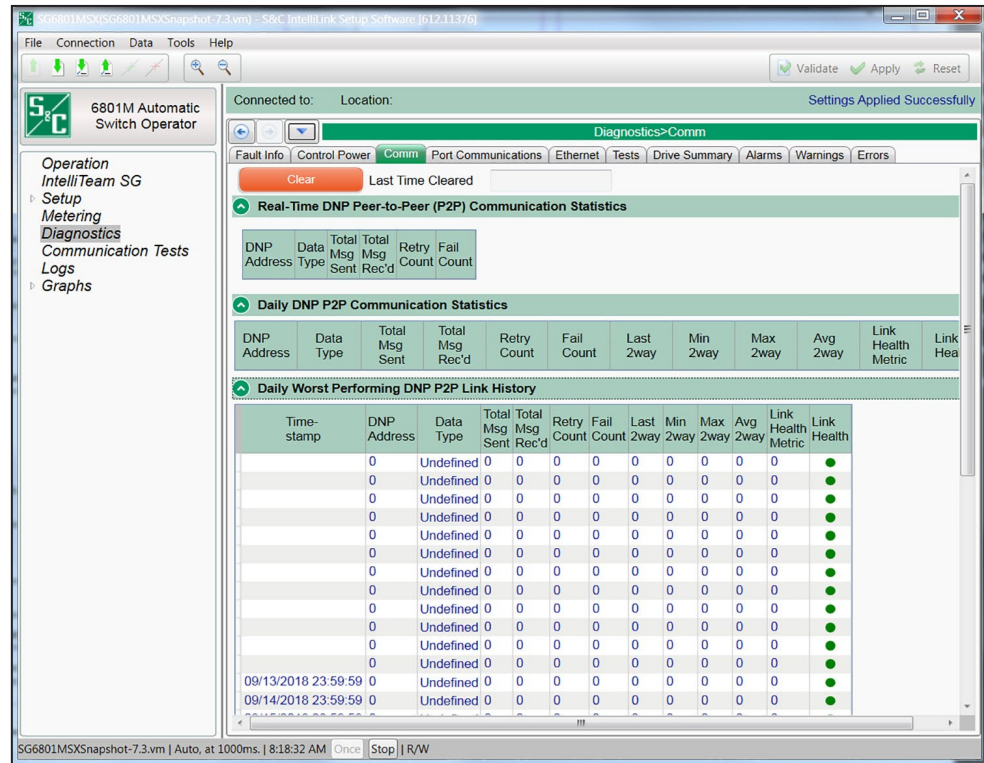 SG6801MSX(SG6801MSXSnapshot-7.3.vm) - S&C IntelliLink Setup Software [612.11376]
File Connection Data Tools Help
Validate Apply Reset
S&C
6801M Automatic
Switch Operator
Connected to: Location: Settings Applied Successfully
Diagnostics>Comm
Operation
IntelliTeam SG
Setup
Metering
Diagnostics
Communication Tests
Logs
Graphs
Fault Info Control Power Comm Port Communications Ethernet Tests Drive Summary Alarms Warnings Errors
Clear Last Time Cleared
Real-Time DNP Peer-to-Peer (P2P) Communication Statistics
DNP Address Data Type Total Msg Sent Total Msg Rec'd Retry Count Fail Count
Daily DNP P2P Communication Statistics
DNP Address Data Type Total Msg Sent Total Msg Rec'd Retry Count Fail Count Last 2way Min 2way Max 2way Avg 2way Link Health Metric Link Hea
Daily Worst Performing DNP P2P Link History
Time-stamp DNP Address Data Type Total Msg Sent Total Msg Rec'd Retry Count Fail Count Last 2way Min 2way Max 2way Avg 2way Link Health Metric Link Health
0 Undefined 0 0 0 0 0 0 0 0 0
0 Undefined 0 0 0 0 0 0 0 0 0
0 Undefined 0 0 0 0 0 0 0 0 0
0 Undefined 0 0 0 0 0 0 0 0 0
0 Undefined 0 0 0 0 0 0 0 0 0
0 Undefined 0 0 0 0 0 0 0 0 0
0 Undefined 0 0 0 0 0 0 0 0 0
0 Undefined 0 0 0 0 0 0 0 0 0
0 Undefined 0 0 0 0 0 0 0 0 0
0 Undefined 0 0 0 0 0 0 0 0 0
0 Undefined 0 0 0 0 0 0 0 0 0
0 Undefined 0 0 0 0 0 0 0 0 0
09/13/2018 23:59:59 0 Undefined 0 0 0 0 0 0 0 0 0
09/14/2018 23:59:59 0 Undefined 0 0 0 0 0 0 0 0 0
SG6801MSXSnapshot-7.3.vm | Auto, at 1000ms. | 8:18:32 AM Once Stop | R/W